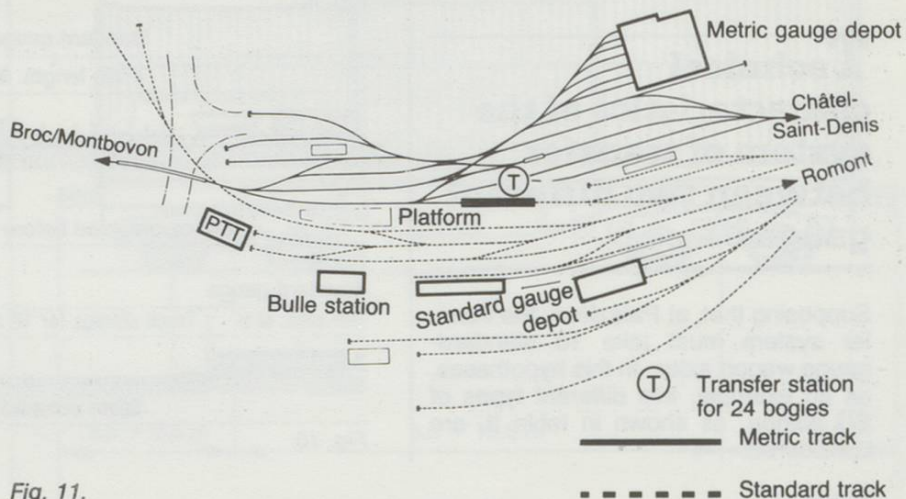 Metric gauge depot
Châtel-
Saint-Denis
Broc/Montbovon
T
Romont
Platform
PTT
Bulle station
Standard gauge
depot
T
Transfer station
for 24 bogies
Metric track
Standard track
Fig. 11.